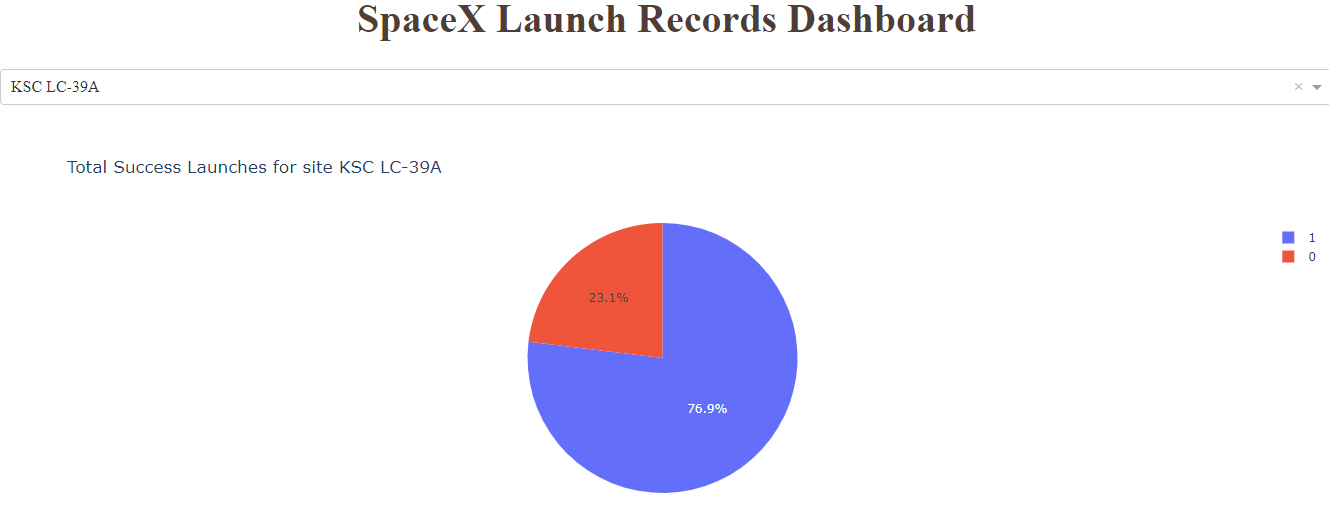 SpaceX Launch Records Dashboard
KSC LC-39A
×
Total Success Launches for site KSC LC-39A
1
0
23.1%
76.9%